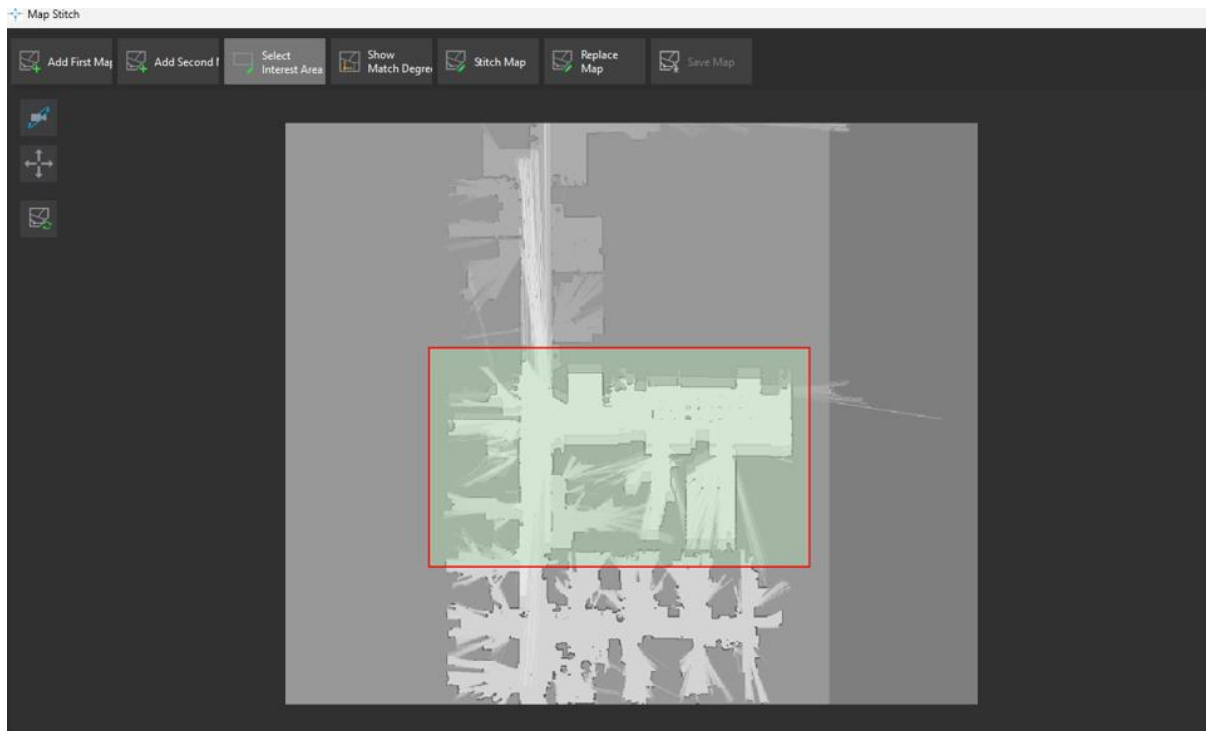 Map Stitch
Add First Map
Add Second M
Select
Interest Area
Show
Match Degree
Stitch Map
Replace
Map
Save Map